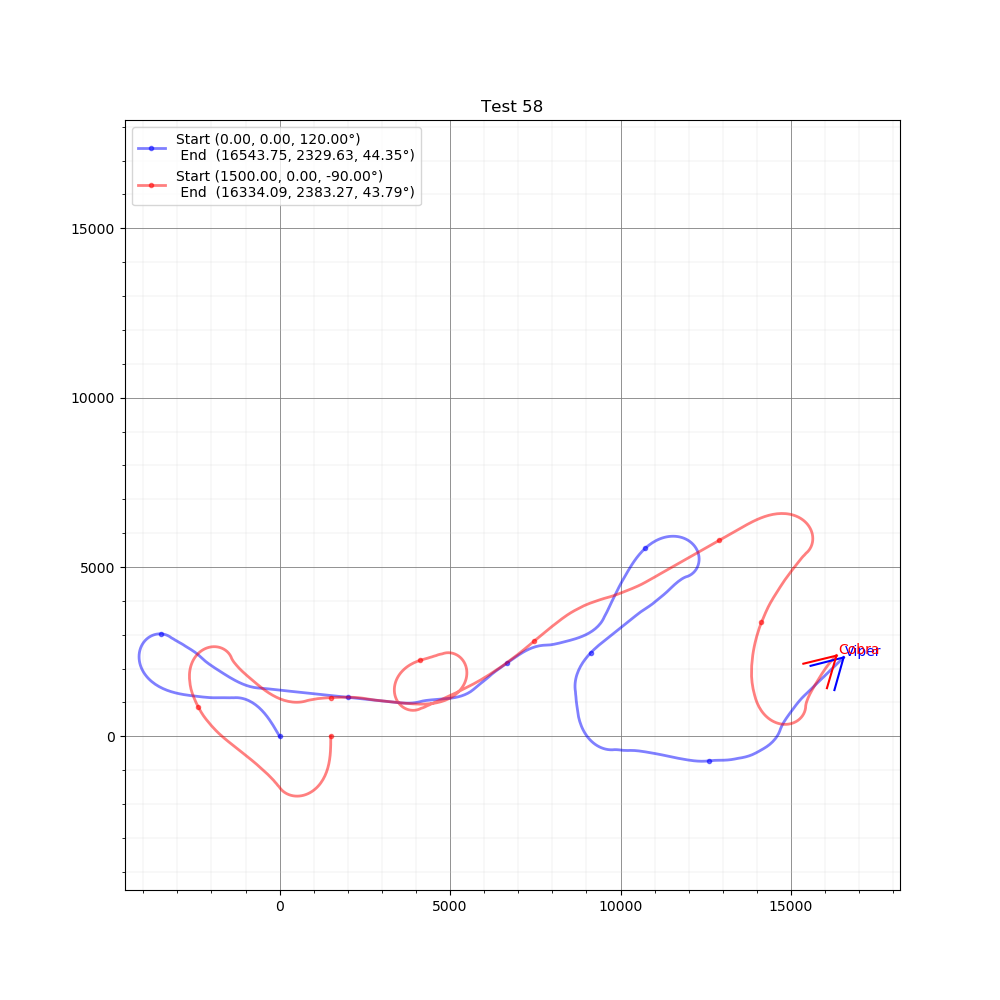 Test 58
Start (0.00, 0.00, 120.00°)
End (16543.75, 2329.63, 44.35°)
Start (1500.00, 0.00, -90.00°)
End (16334.09, 2383.27, 43.79°)
15000
10000
5000
0
Cobra
Viper
0
5000
10000
15000